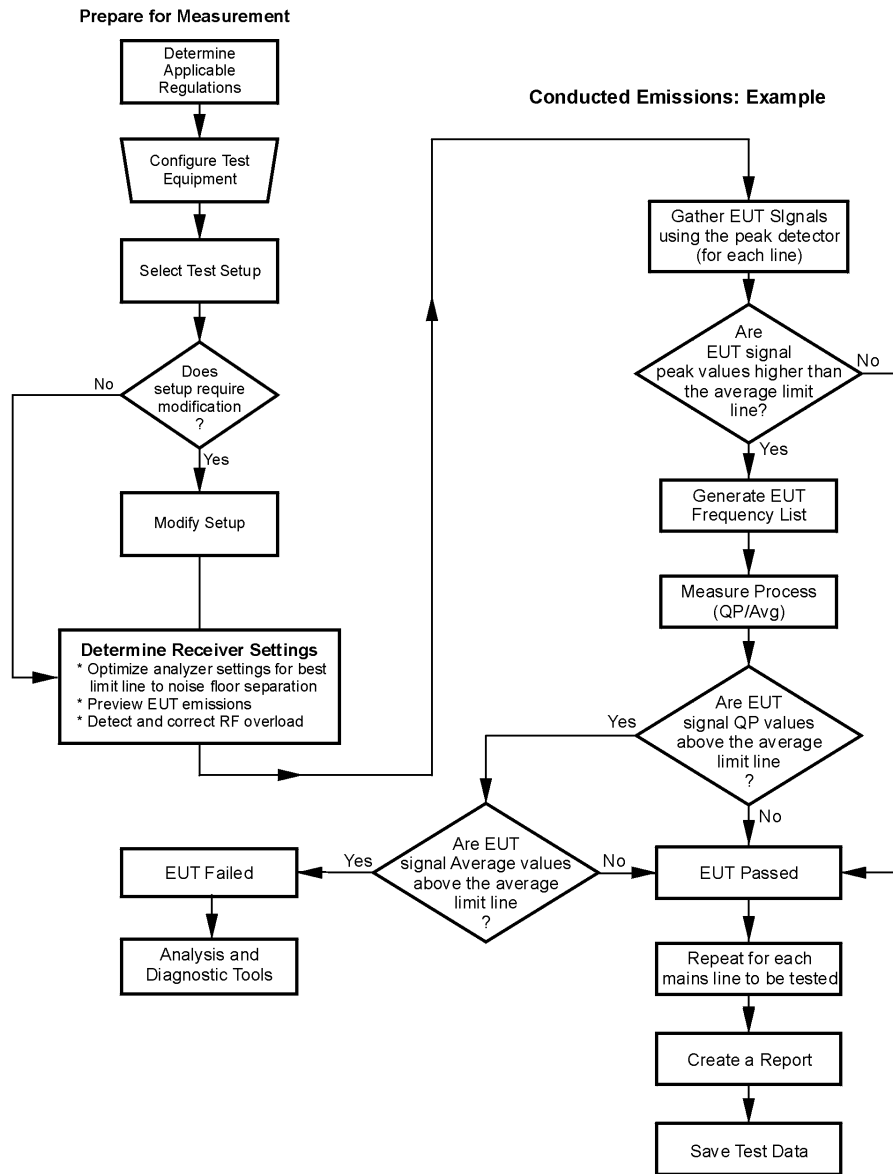 Prepare for Measurement
Determine
Applicable
Regulations
Configure Test
Equipment
Select Test Setup
Does
setup require
modification
?
No
Yes
Modify Setup
Determine Receiver Settings
* Optimize analyzer settings for best
limit line to noise floor separation
* Preview EUT emissions
* Detect and correct RF overload
Conducted Emissions: Example
Gather EUT SIgnals
using the peak detector
(for each line)
Are
EUT signal
peak values higher than
the average limit
line?
No
Yes
Generate EUT
Frequency List
Measure Process
(QP/Avg)
Are EUT
signal QP values
above the average
limit line
?
Yes
No
Are EUT
signal Average values
above the average
limit line
?
Yes
No
EUT Failed
Analysis and
Diagnostic Tools
EUT Passed
Repeat for each
mains line to be tested
Create a Report
Save Test Data